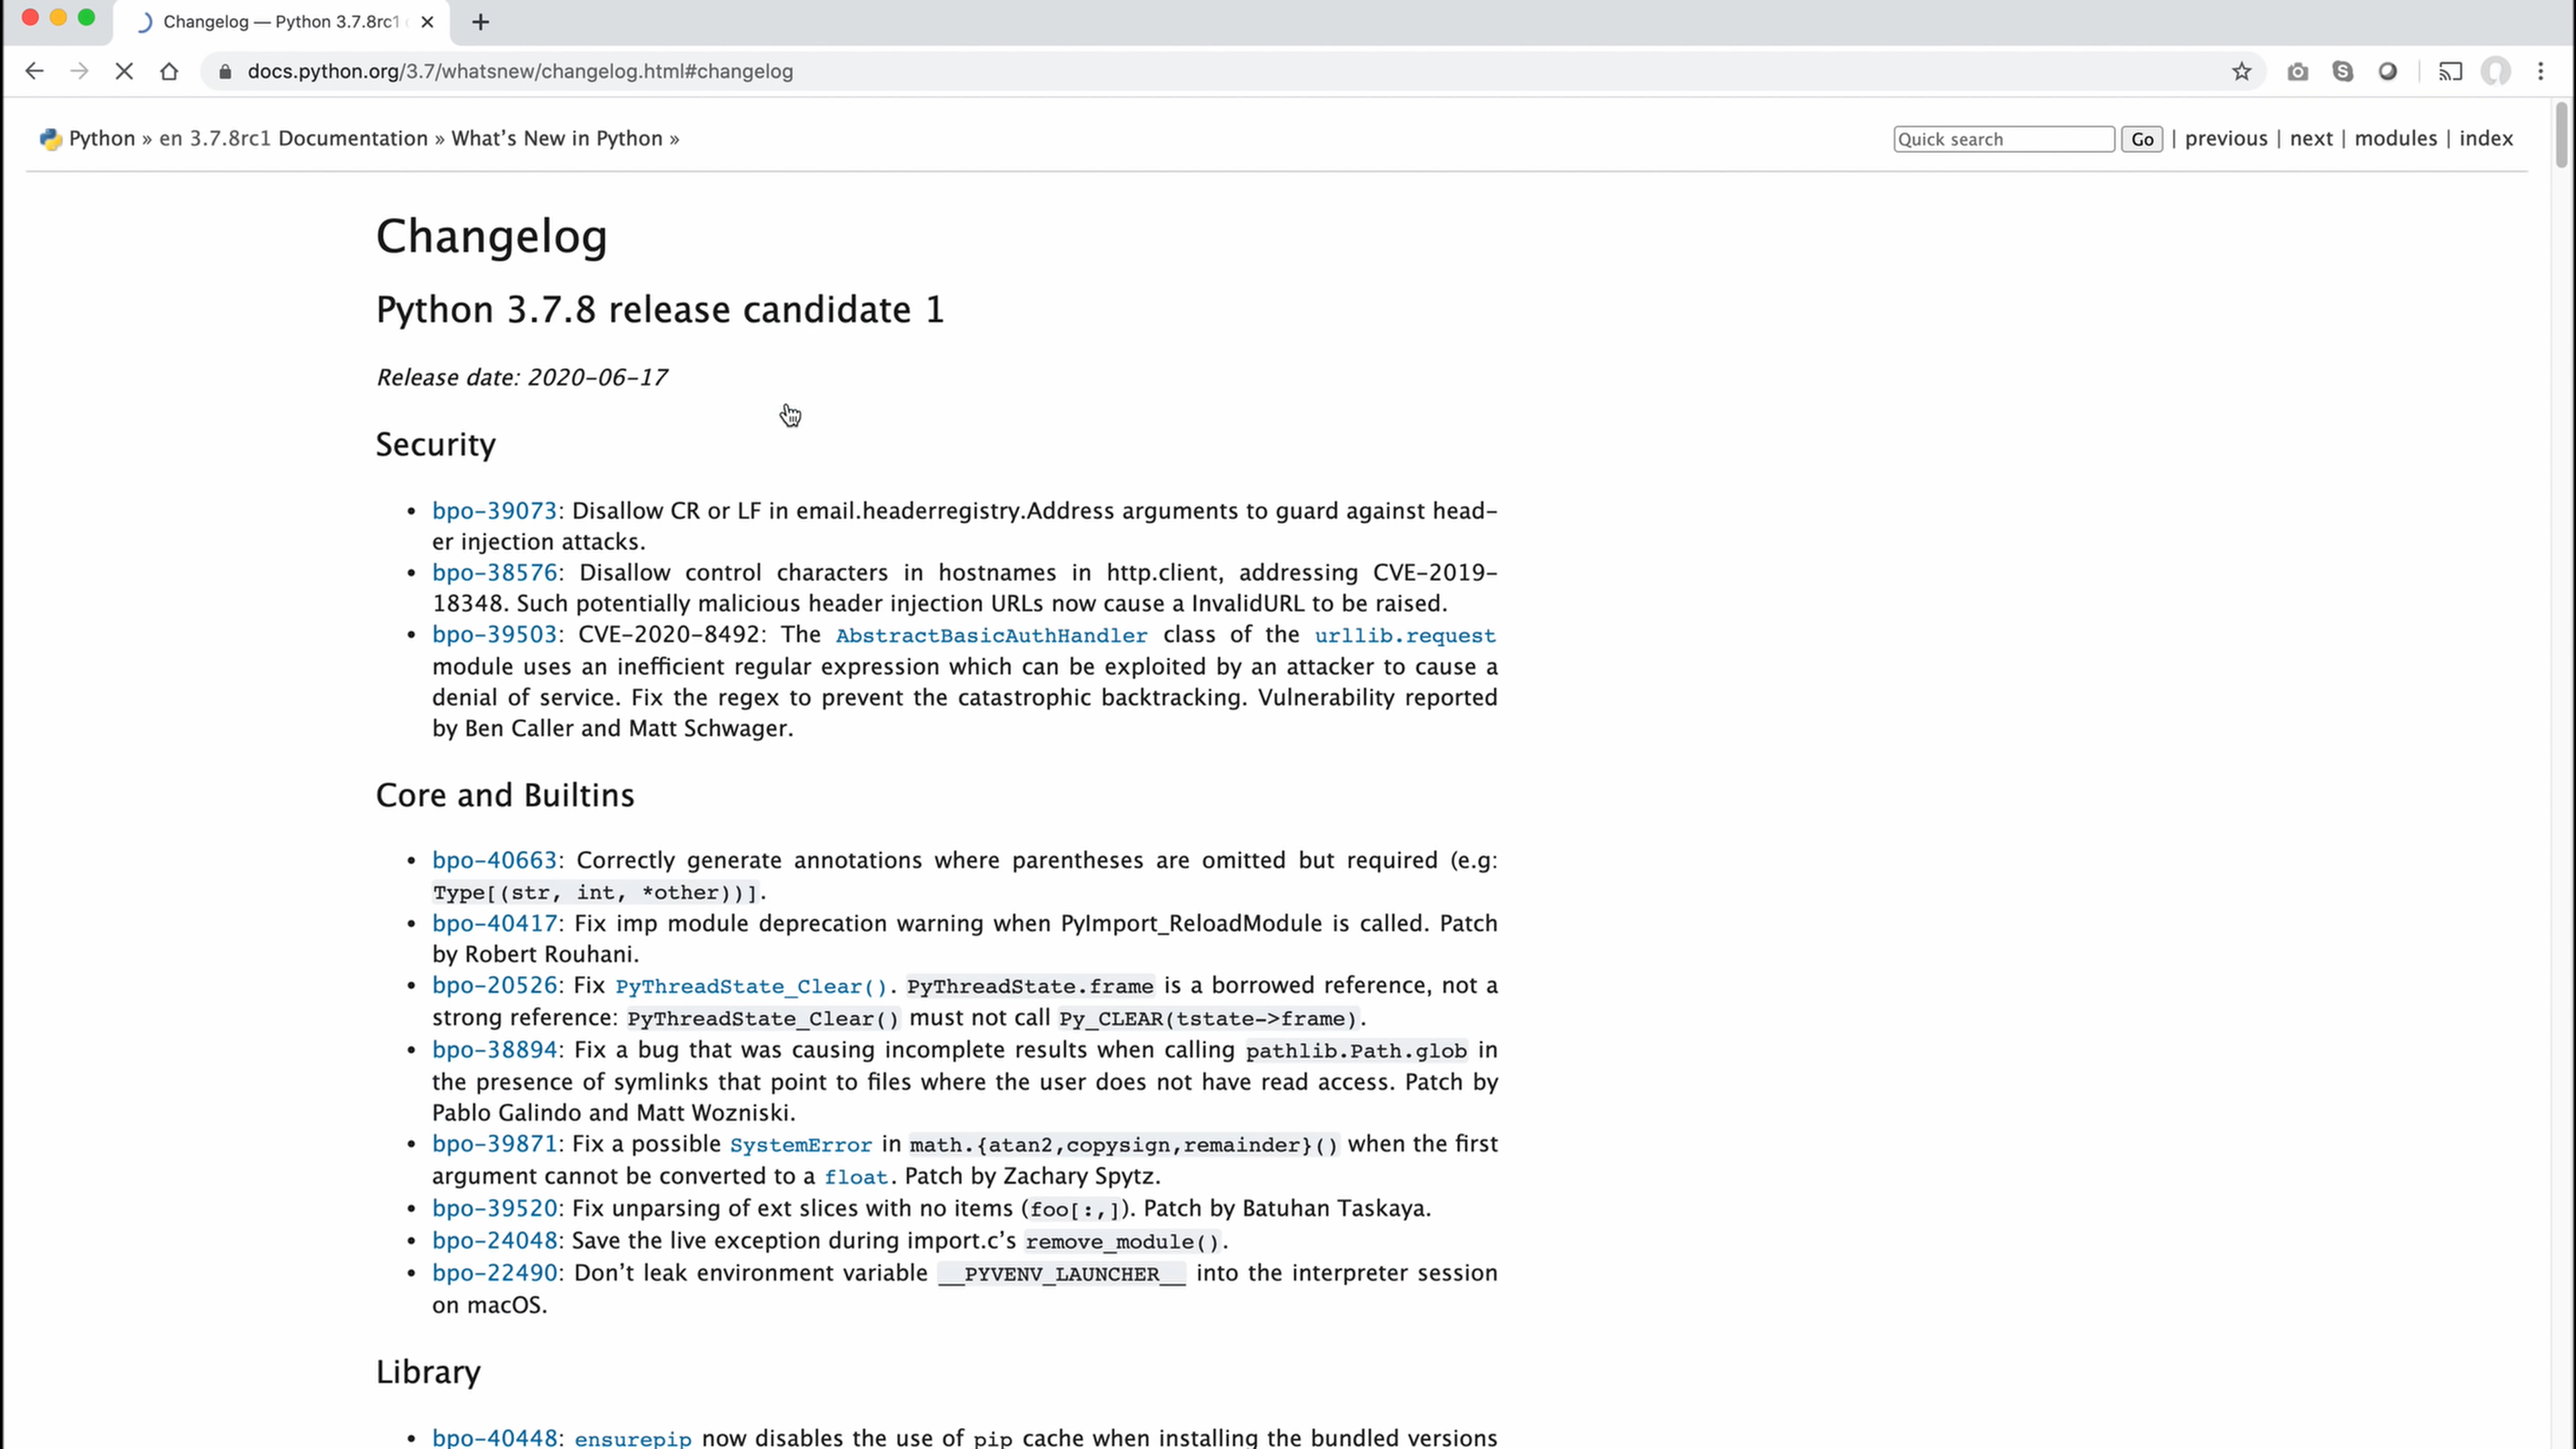 Changelog — Python 3.7.8rc1
docs.python.org/3.7/whatsnew/changelog.html#changelog
Python » en 3.7.8rc1 Documentation » What's New in Python »
Quick search Go | previous | next | modules | index
Changelog
Python 3.7.8 release candidate 1
Release date: 2020-06-17
Security
• bpo-39073: Disallow CR or LF in email.headerregistry.Address arguments to guard against head-
er injection attacks.
• bpo-38576: Disallow control characters in hostnames in http.client, addressing CVE-2019-
18348. Such potentially malicious header injection URLs now cause a InvalidURL to be raised.
• bpo-39503: CVE-2020-8492: The AbstractBasicAuthHandler class of the urllib.request
module uses an inefficient regular expression which can be exploited by an attacker to cause a
denial of service. Fix the regex to prevent the catastrophic backtracking. Vulnerability reported
by Ben Caller and Matt Schwager.
Core and Builtins
• bpo-40663: Correctly generate annotations where parentheses are omitted but required (e.g:
Type[(str, int, *other))].
• bpo-40417: Fix imp module deprecation warning when PyImport_ReloadModule is called. Patch
by Robert Rouhani.
• bpo-20526: Fix PyThreadState_Clear(). PyThreadState.frame is a borrowed reference, not a
strong reference: PyThreadState_Clear() must not call Py_CLEAR(tstate->frame).
• bpo-38894: Fix a bug that was causing incomplete results when calling pathlib.Path.glob in
the presence of symlinks that point to files where the user does not have read access. Patch by
Pablo Galindo and Matt Wozniski.
• bpo-39871: Fix a possible SystemError in math.{atan2,copysign,remainder}() when the first
argument cannot be converted to a float. Patch by Zachary Spytz.
• bpo-39520: Fix unparsing of ext slices with no items (foo[:,]). Patch by Batuhan Taskaya.
• bpo-24048: Save the live exception during import.c's remove_module().
• bpo-22490: Don't leak environment variable __PYVENV_LAUNCHER__ into the interpreter session
on macOS.
Library
• bpo-40448: ensurepip now disables the use of pip cache when installing the bundled versions